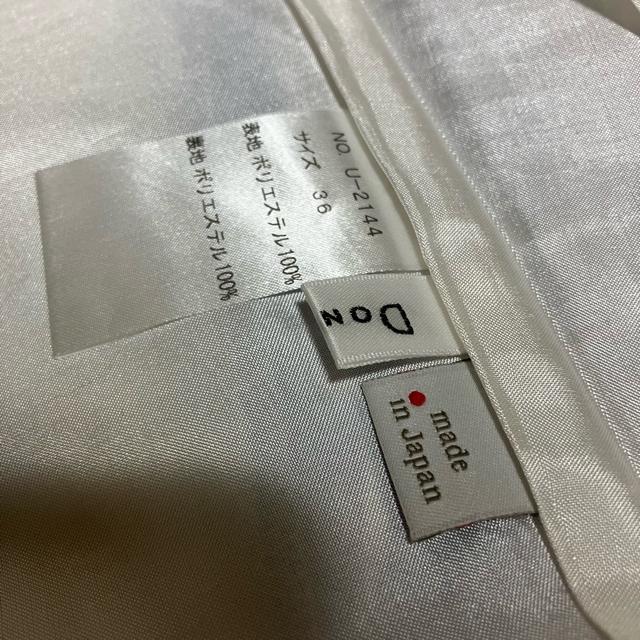 NO. U-2144
サイズ 36
表地 ポリエステル100%
裏地 ポリエステル100%
DON
made
in Japan